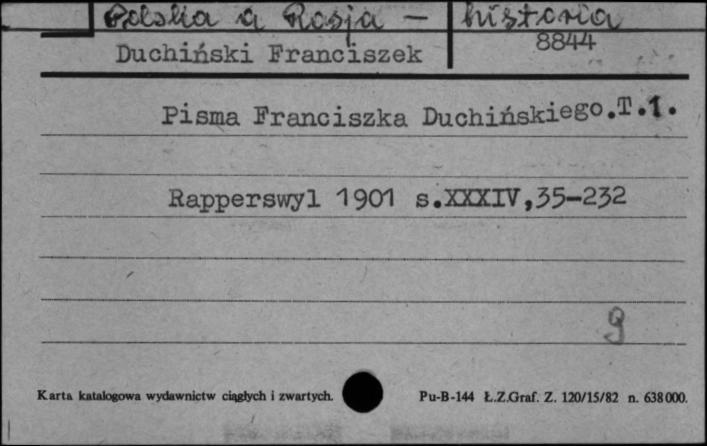 Polska a Rosja - historia
8844
Duchiński Franciszek
Pisma Franciszka Duchińskiego.T.1.
Rapperswyl 1901 s.XXXIV,35-232
9
Karta katalogowa wydawnictw ciągłych i zwartych. Pu-B-144 Ł.Z.Graf. Z. 120/15/82 n. 638000.